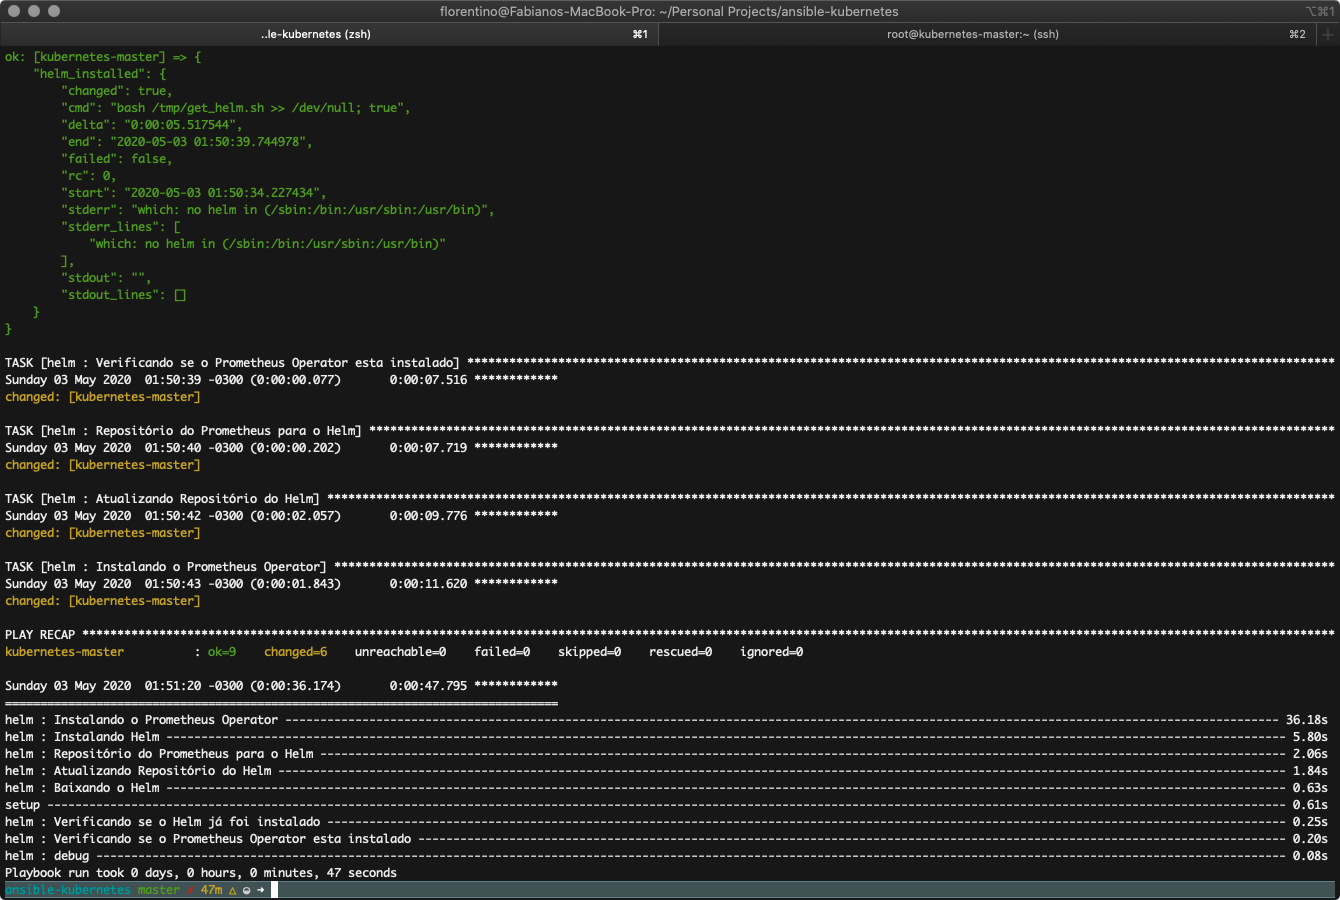 florentino@Fabianos-MacBook-Pro: ~/Personal Projects/ansible-kubernetes ⌥⌘1
..le-kubernetes (zsh) ⌘1 root@kubernetes-master:~ (ssh) ⌘2 +
ok: [kubernetes-master] => {
    "helm_installed": {
        "changed": true,
        "cmd": "bash /tmp/get_helm.sh >> /dev/null; true",
        "delta": "0:00:05.517544",
        "end": "2020-05-03 01:50:39.744978",
        "failed": false,
        "rc": 0,
        "start": "2020-05-03 01:50:34.227434",
        "stderr": "which: no helm in (/sbin:/bin:/usr/sbin:/usr/bin)",
        "stderr_lines": [
            "which: no helm in (/sbin:/bin:/usr/sbin:/usr/bin)"
        ],
        "stdout": "",
        "stdout_lines": []
    }
}
TASK [helm : Verificando se o Prometheus Operator esta instalado] ****************************************************************************************************************************
Sunday 03 May 2020  01:50:39 -0300 (0:00:00.077)       0:00:07.516 ************
changed: [kubernetes-master]
TASK [helm : Repositório do Prometheus para o Helm] ******************************************************************************************************************************************
Sunday 03 May 2020  01:50:40 -0300 (0:00:00.202)       0:00:07.719 ************
changed: [kubernetes-master]
TASK [helm : Atualizando Repositório do Helm] ************************************************************************************************************************************************
Sunday 03 May 2020  01:50:42 -0300 (0:00:02.057)       0:00:09.776 ************
changed: [kubernetes-master]
TASK [helm : Instalando o Prometheus Operator] ***********************************************************************************************************************************************
Sunday 03 May 2020  01:50:43 -0300 (0:00:01.843)       0:00:11.620 ************
changed: [kubernetes-master]
PLAY RECAP ***********************************************************************************************************************************************************************************
kubernetes-master          : ok=9    changed=6    unreachable=0    failed=0    skipped=0    rescued=0    ignored=0
Sunday 03 May 2020  01:51:20 -0300 (0:00:36.174)       0:00:47.795 ************
===============================================================================
helm : Instalando o Prometheus Operator ---------------------------------------------------------------------------------------------------------------------------------------------- 36.18s
helm : Instalando Helm ---------------------------------------------------------------------------------------------------------------------------------------------------------------- 5.80s
helm : Repositório do Prometheus para o Helm ------------------------------------------------------------------------------------------------------------------------------------------ 2.06s
helm : Atualizando Repositório do Helm ------------------------------------------------------------------------------------------------------------------------------------------------ 1.84s
helm : Baixando o Helm ---------------------------------------------------------------------------------------------------------------------------------------------------------------- 0.63s
setup --------------------------------------------------------------------------------------------------------------------------------------------------------------------------------- 0.61s
helm : Verificando se o Helm já foi instalado ----------------------------------------------------------------------------------------------------------------------------------------- 0.25s
helm : Verificando se o Prometheus Operator esta instalado ---------------------------------------------------------------------------------------------------------------------------- 0.20s
helm : debug -------------------------------------------------------------------------------------------------------------------------------------------------------------------------- 0.08s
Playbook run took 0 days, 0 hours, 0 minutes, 47 seconds
ansible-kubernetes master ✗ 47m △ ◒ ➜